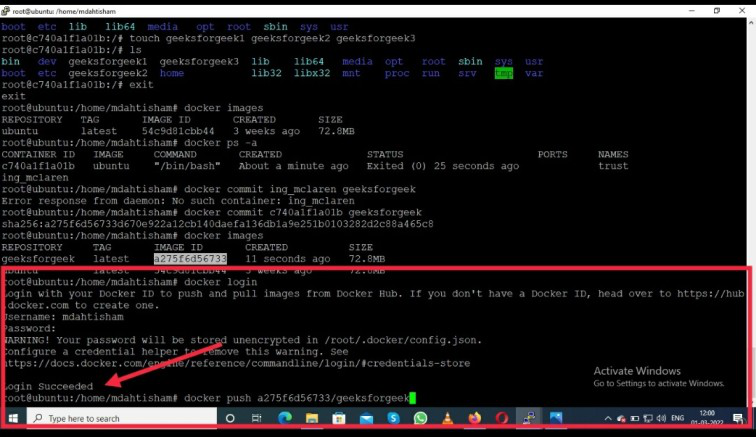 root@ubuntu: /home/mdahtisham
boot etc lib lib64 media opt root sbin sys usr
root@c740a1f1a01b:/# touch geeksforgeek1 geeksforgeek2 geeksforgeek3
root@c740a1f1a01b:/# ls
bin dev geeksforgeek1 geeksforgeek3 lib lib64 media opt root sbin sys usr
boot etc geeksforgeek2 home lib32 libx32 mnt proc run srv tmp var
root@c740a1f1a01b:/# exit
exit
root@ubuntu:/home/mdahtisham# docker images
REPOSITORY TAG IMAGE ID CREATED SIZE
ubuntu latest 54c9d81cbb44 3 weeks ago 72.8MB
root@ubuntu:/home/mdahtisham# docker ps -a
CONTAINER ID IMAGE COMMAND CREATED STATUS PORTS NAMES
c740a1f1a01b ubuntu "/bin/bash" About a minute ago Exited (0) 25 seconds ago trust
ing_mclaren
root@ubuntu:/home/mdahtisham# docker commit ing_mclaren geeksforgeek
Error response from daemon: No such container: ing_mclaren
root@ubuntu:/home/mdahtisham# docker commit c740a1f1a01b geeksforgeek
sha256:a275f6d56733d670e922a12cb140daefa136db1a9e251b0103282d2c88a465c8
root@ubuntu:/home/mdahtisham# docker images
REPOSITORY TAG IMAGE ID CREATED SIZE
geeksforgeek latest a275f6d56733 11 seconds ago 72.8MB
ubuntu latest 54c9d81cbb44 3 weeks ago 72.8MB
root@ubuntu:/home/mdahtisham# docker login
Login with your Docker ID to push and pull images from Docker Hub. If you don't have a Docker ID, head over to https://hub
.docker.com to create one.
Username: mdahtisham
Password:
WARNING! Your password will be stored unencrypted in /root/.docker/config.json.
Configure a credential helper to remove this warning. See
https://docs.docker.com/engine/reference/commandline/login/#credentials-store
Login Succeeded
root@ubuntu:/home/mdahtisham# docker push a275f6d56733/geeksforgeek
Activate Windows
Go to Settings to activate Windows.
Type here to search
ENG
12:00
01-03-2022